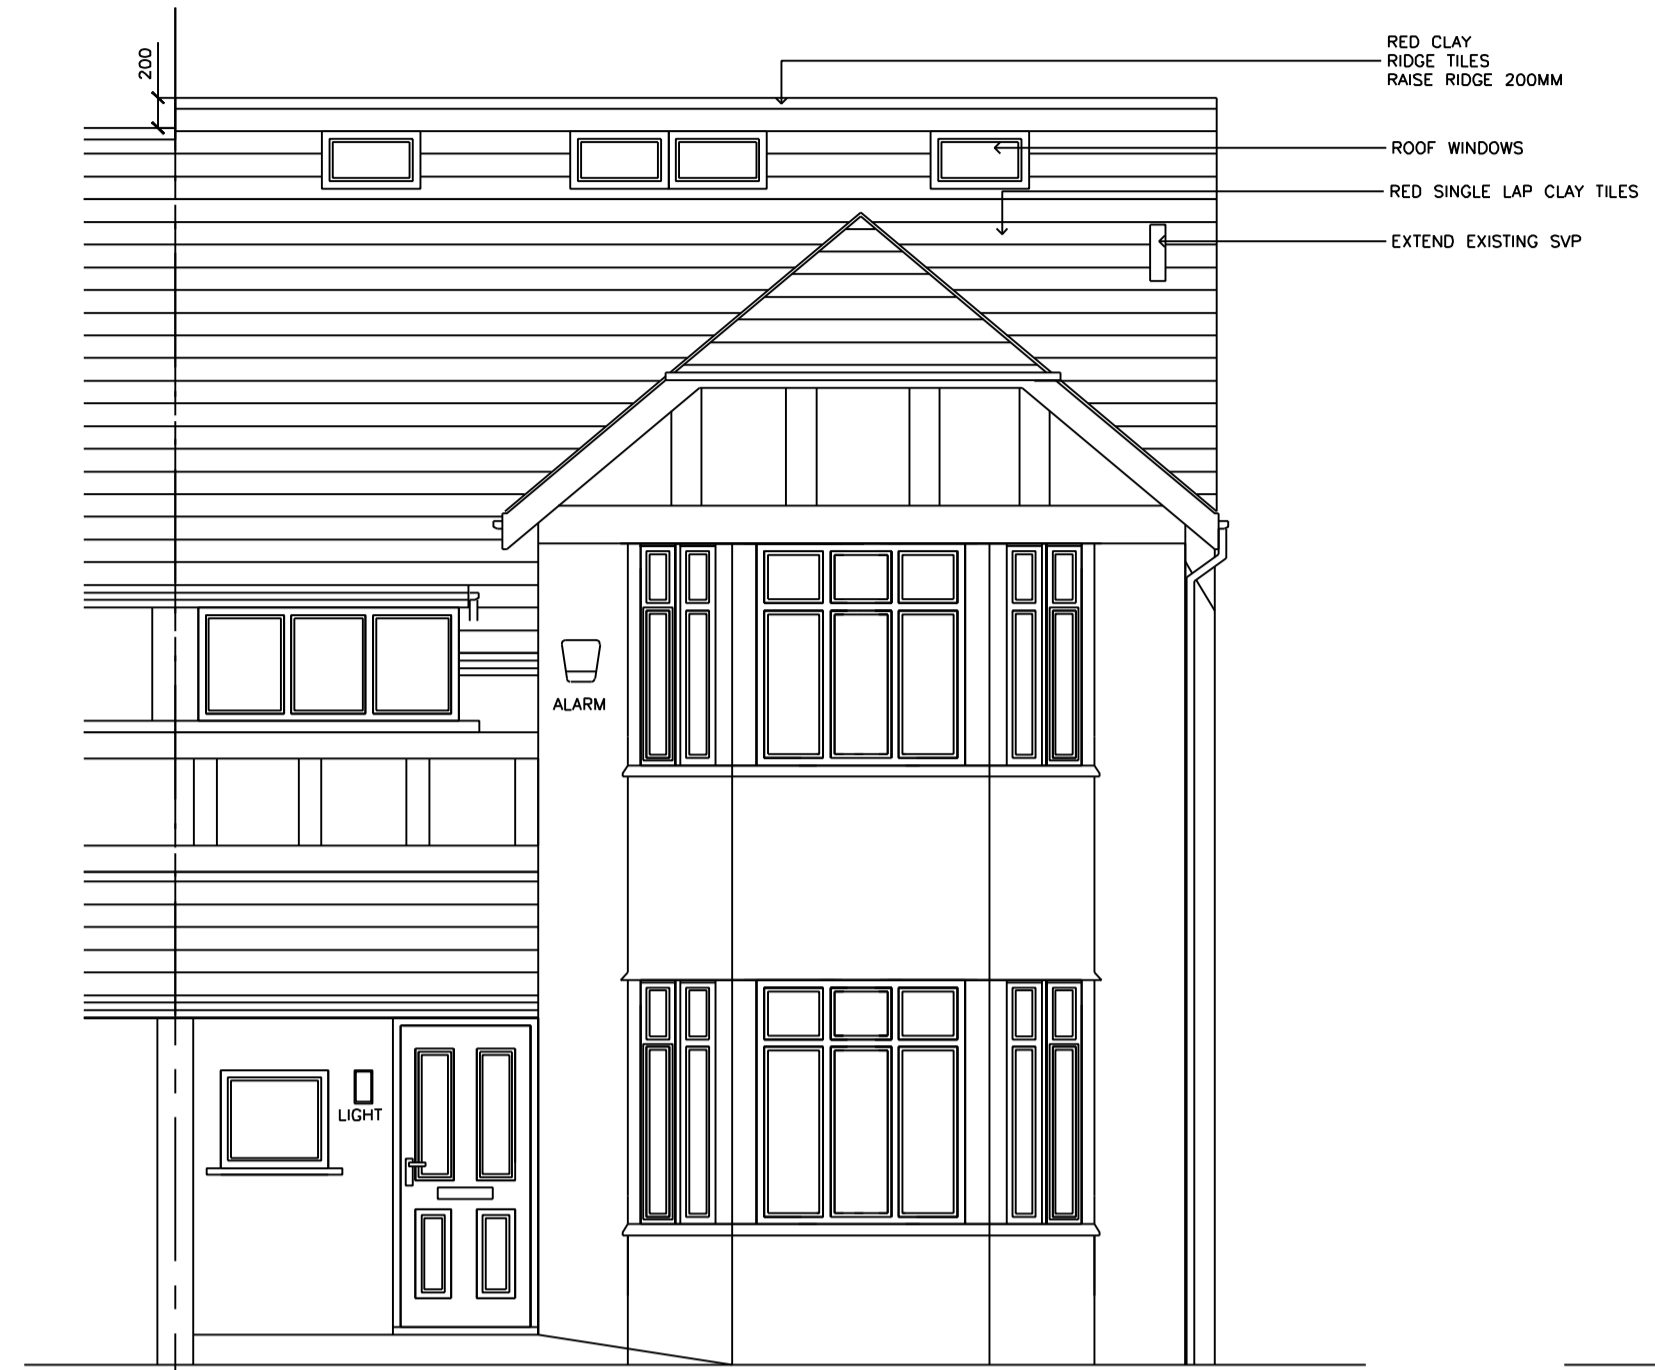 200
RED CLAY
RIDGE TILES
RAISE RIDGE 200MM
ROOF WINDOWS
RED SINGLE LAP CLAY TILES
EXTEND EXISTING SVP
ALARM
LIGHT